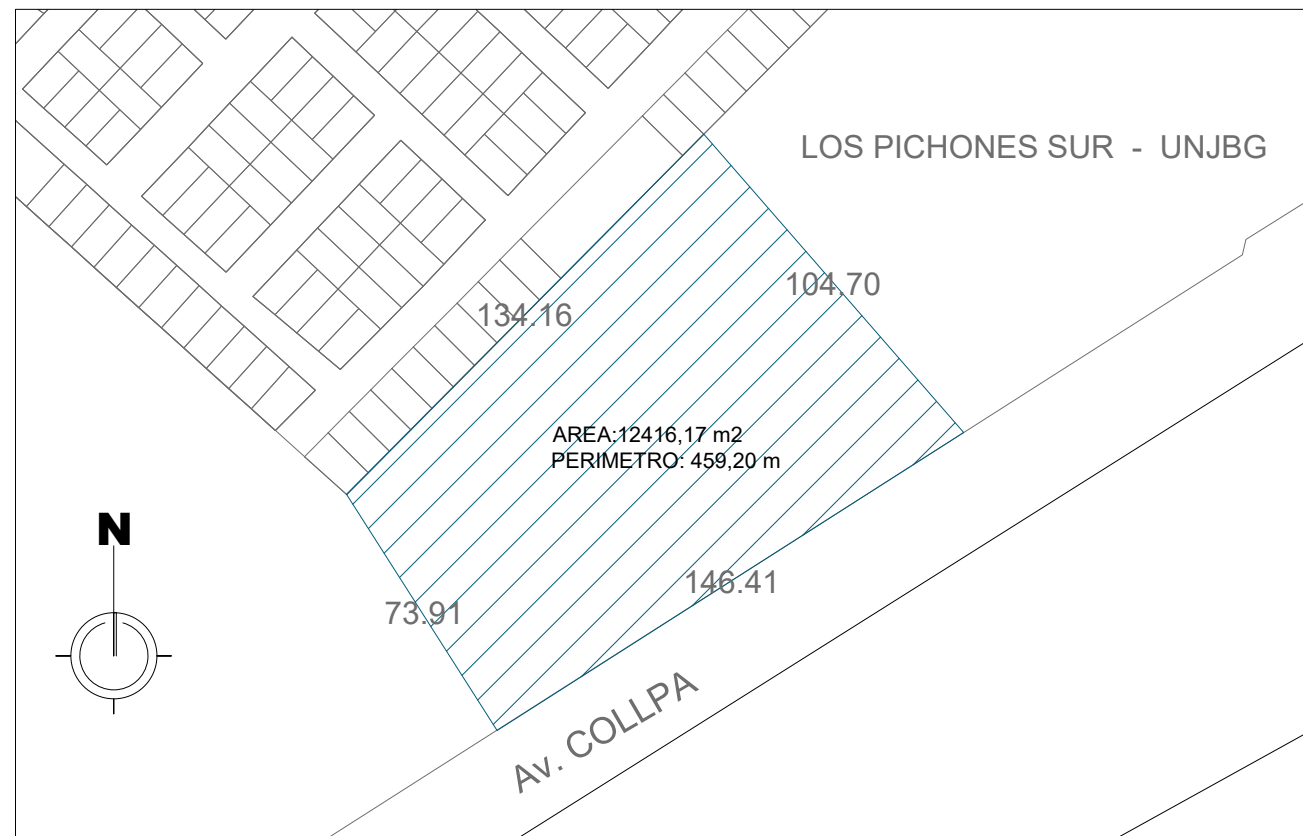 LOS PICHONES SUR - UNJBG
104.70
134.16
AREA:12416,17 m2
PERIMETRO: 459,20 m
N
146.41
73.91
Av. COLLPA